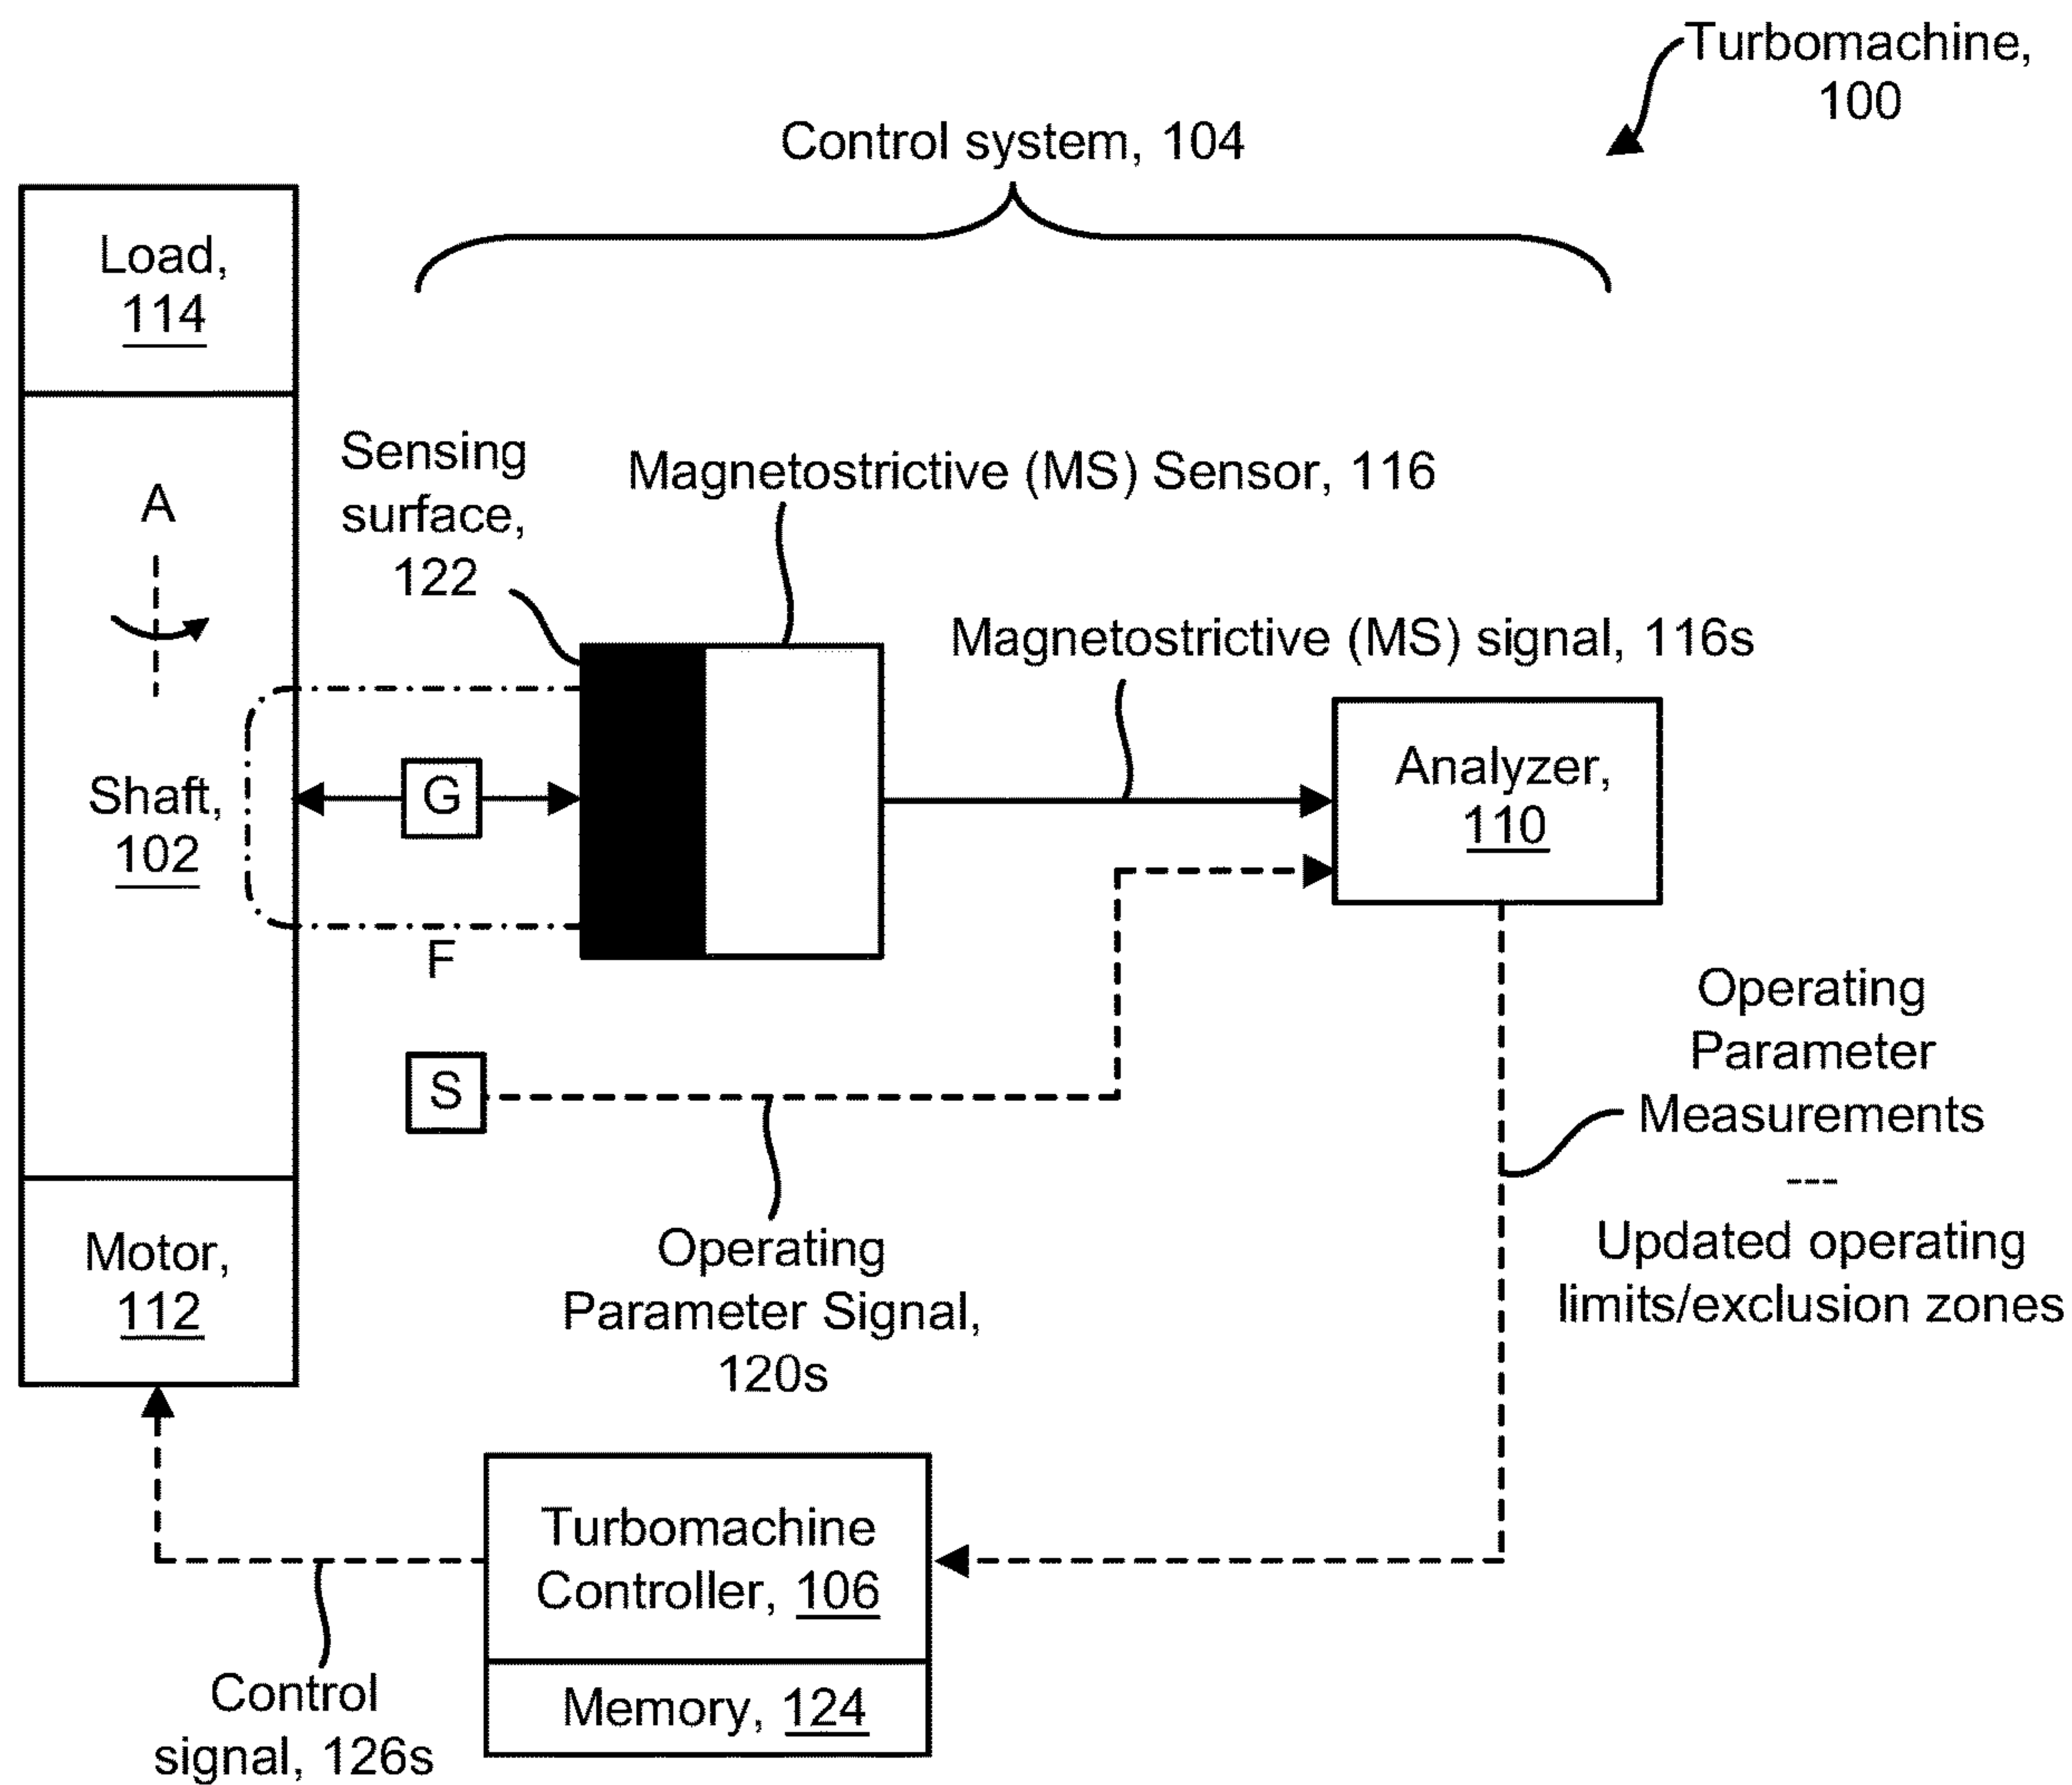 Turbomachine,
100
Control system, 104
Load,
114
Sensing
surface,
122
Magnetostrictive (MS) Sensor, 116
A
Magnetostrictive (MS) signal, 116s
Shaft,
102
G
Analyzer,
110
F
S
Operating
Parameter
Measurements
---
Updated operating
limits/exclusion zones
Motor,
112
Operating
Parameter Signal,
120s
Turbomachine
Controller, 106
Memory, 124
Control
signal, 126s